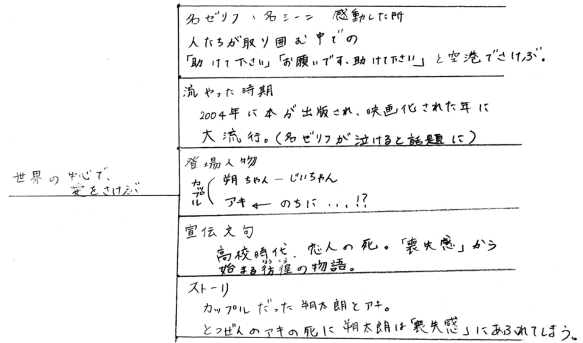 世界の中心で、
愛をさけぶ
名ゼリフ、名シーン 感動した所
人たちが取り囲む中での
「助けて下さい」「お願いです、助けて下さい」と空港でさけぶ。
流やった時期
2004年に本が出版され、映画化された年に
大流行。(名ゼリフが泣けると話題に)
登場人物
カップル
朔ちゃん ― じいちゃん
アキ ← のちに...!?
宣伝文句
高校時代、恋人の死。「喪失感」から
始まる彷徨の物語。
ストーリ
カップルだった朔太朗とアキ。
とつぜんのアキの死に朔太朗は「喪失感」にあふれてしまう。